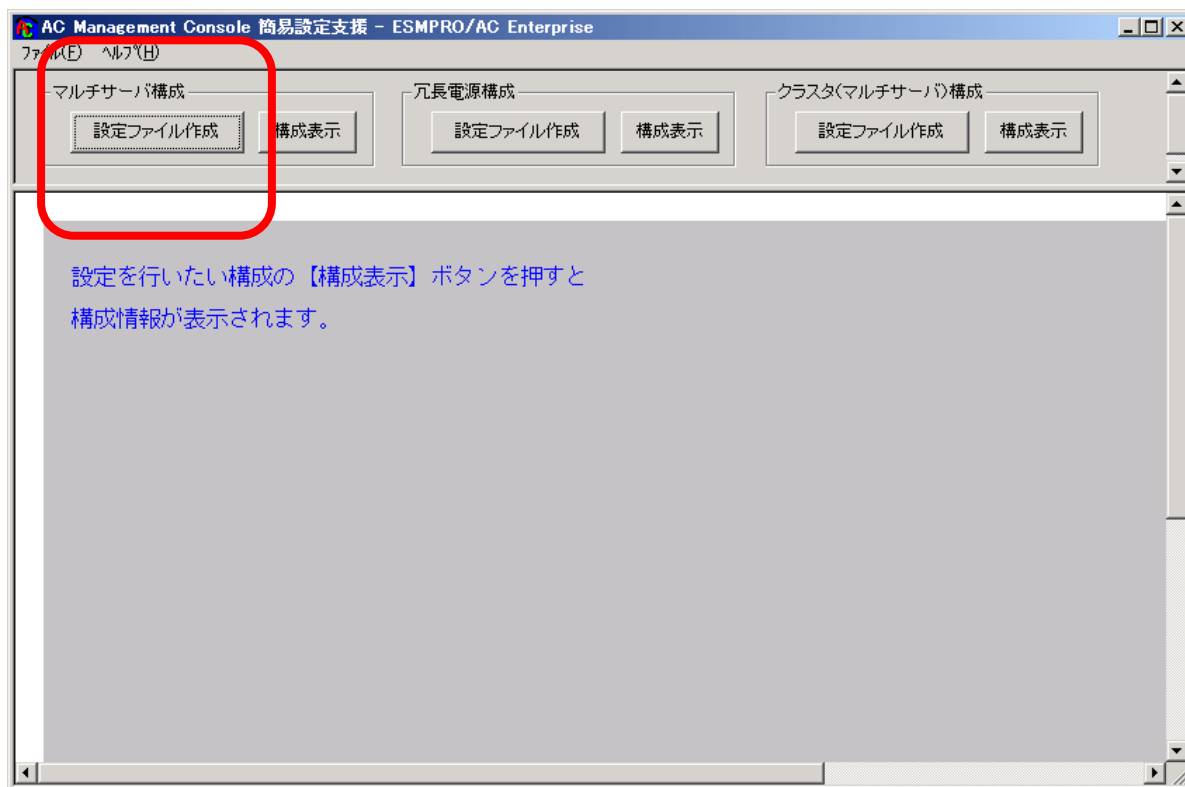 AC Management Console 簡易設定支援 - ESMPRO/AC Enterprise
ファイル(F) ヘルプ(H)
マルチサーバ構成 冗長電源構成 クラスタ(マルチサーバ)構成
設定ファイル作成 構成表示 設定ファイル作成 構成表示 設定ファイル作成 構成表示
設定を行いたい構成の【構成表示】ボタンを押すと
構成情報が表示されます。